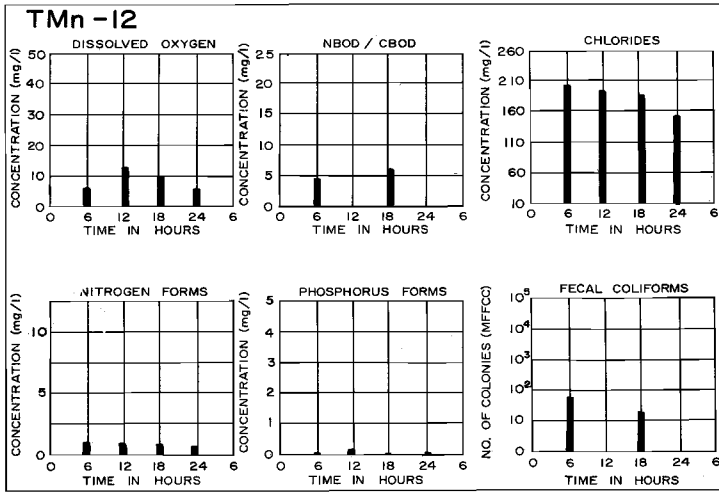 TMn-12
DISSOLVED OXYGEN
CONCENTRATION (mg/l)
50
40
30
20
10
0
0 6 12 18 24 6
TIME IN HOURS
NBOD / CBOD
CONCENTRATION (mg/l)
25
20
15
10
5
0
0 6 12 18 24 6
TIME IN HOURS
CHLORIDES
CONCENTRATION (mg/l)
260
210
160
110
60
10
0 6 12 18 24 6
TIME IN HOURS
NITROGEN FORMS
CONCENTRATION (mg/l)
10
5
0
0 6 12 18 24 6
TIME IN HOURS
PHOSPHORUS FORMS
CONCENTRATION (mg/l)
5
4
3
2
1
0
0 6 12 18 24 6
TIME IN HOURS
FECAL COLIFORMS
NO. OF COLONIES (MFFCC)
10⁵
10⁴
10³
10²
10
0
0 6 12 18 24 6
TIME IN HOURS